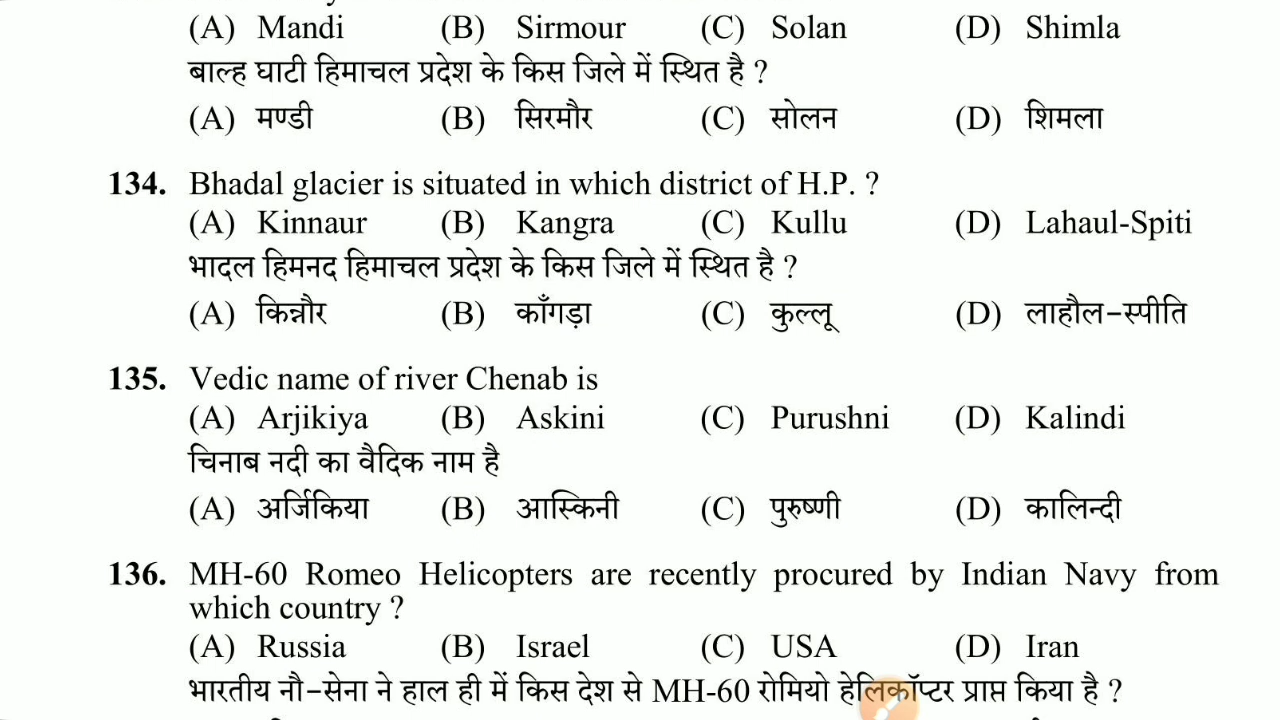 (A) Mandi (B) Sirmour (C) Solan (D) Shimla
बाल्ह घाटी हिमाचल प्रदेश के किस जिले में स्थित है ?
(A) मण्डी (B) सिरमौर (C) सोलन (D) शिमला
134. Bhadal glacier is situated in which district of H.P. ?
(A) Kinnaur (B) Kangra (C) Kullu (D) Lahaul-Spiti
भादल हिमनद हिमाचल प्रदेश के किस जिले में स्थित है ?
(A) किन्नौर (B) काँगड़ा (C) कुल्लू (D) लाहौल-स्पीति
135. Vedic name of river Chenab is
(A) Arjikiya (B) Askini (C) Purushni (D) Kalindi
चिनाब नदी का वैदिक नाम है
(A) अर्जिकिया (B) आस्किनी (C) पुरुष्णी (D) कालिन्दी
136. MH-60 Romeo Helicopters are recently procured by Indian Navy from
which country ?
(A) Russia (B) Israel (C) USA (D) Iran
भारतीय नौ-सेना ने हाल ही में किस देश से MH-60 रोमियो हेलिकॉप्टर प्राप्त किया है ?